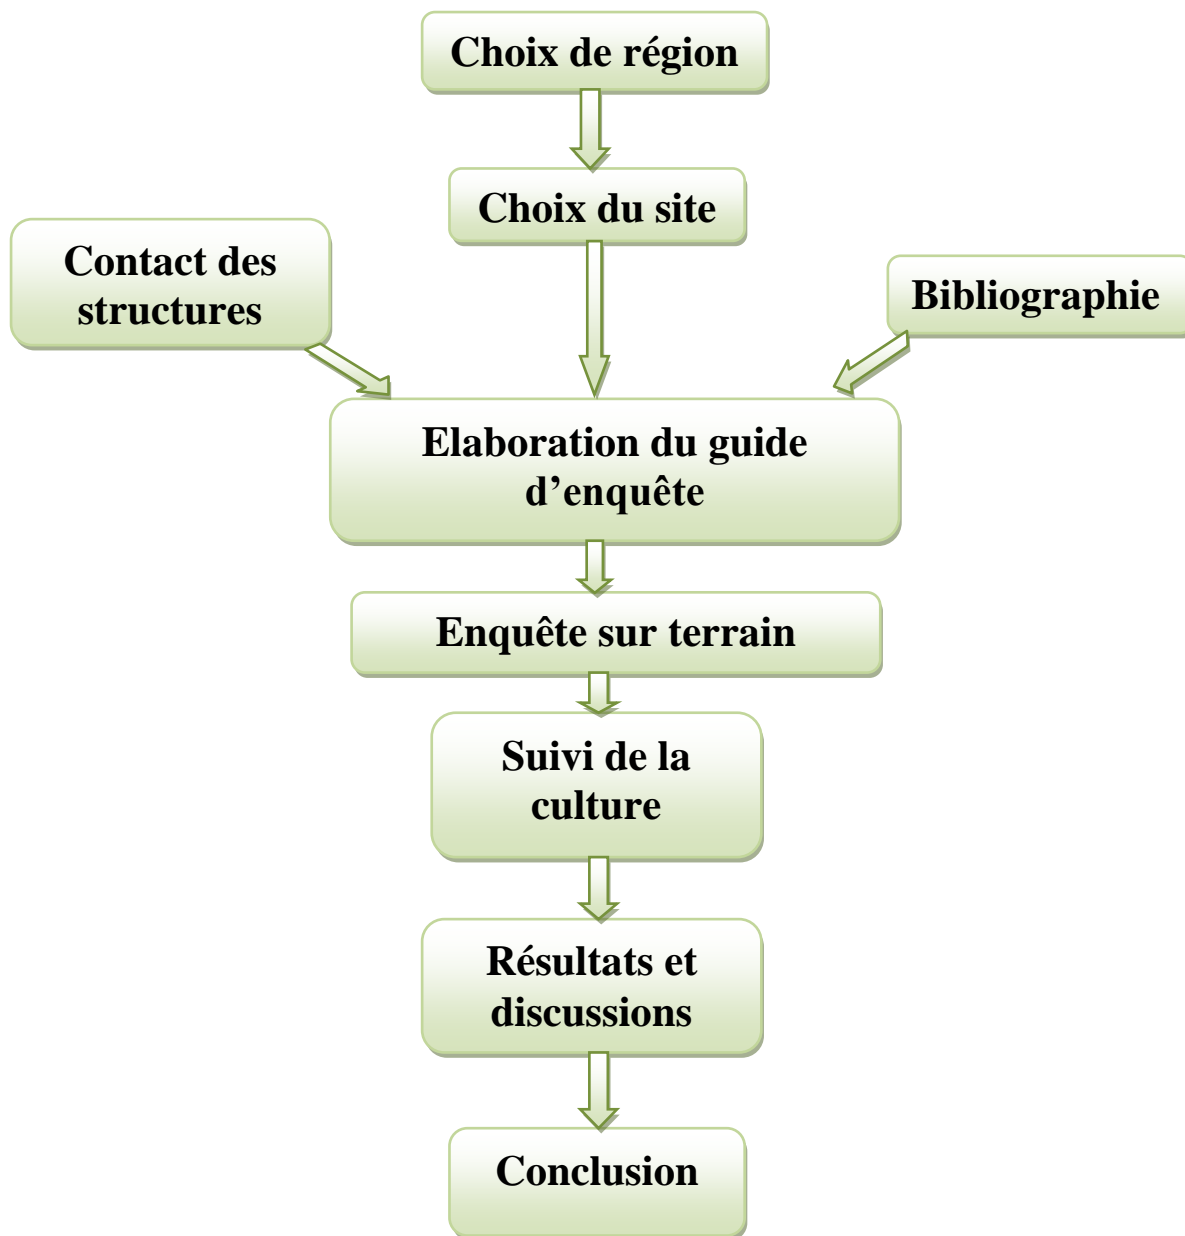 Choix de région
Choix du site
Contact des
structures
Bibliographie
Elaboration du guide
d’enquête
Enquête sur terrain
Suivi de la
culture
Résultats et
discussions
Conclusion